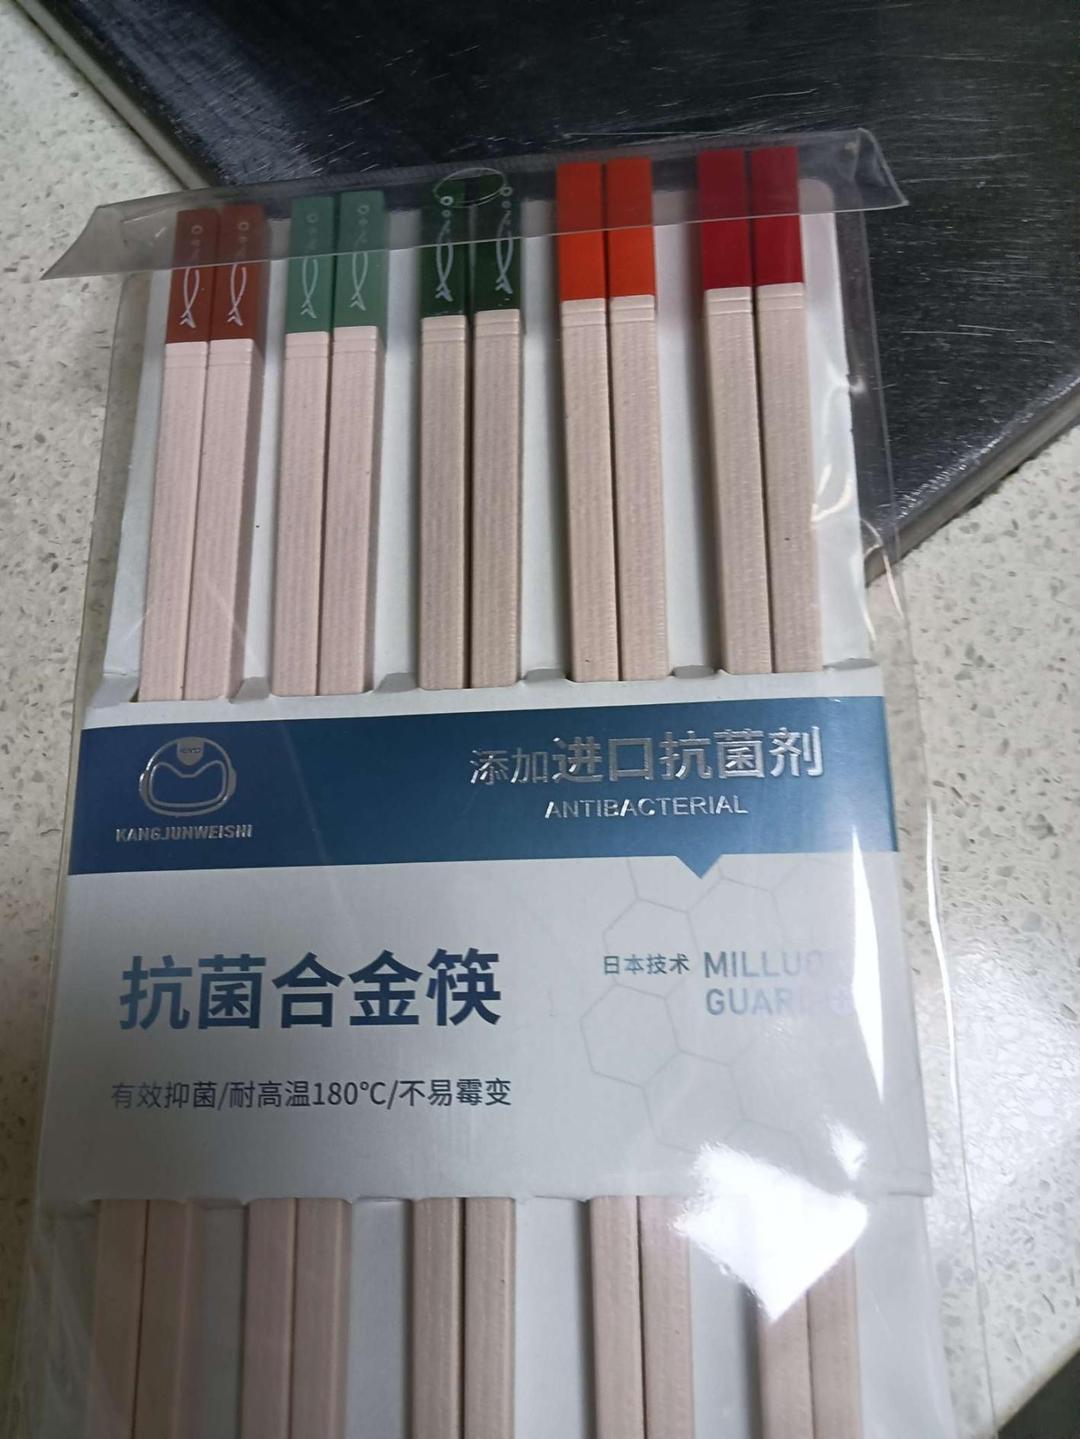 KANGJUNWEISHI
添加进口抗菌剂
ANTIBACTERIAL
抗菌合金筷
日本技术
GUARD
有效抑菌/耐高温180℃/不易霉变